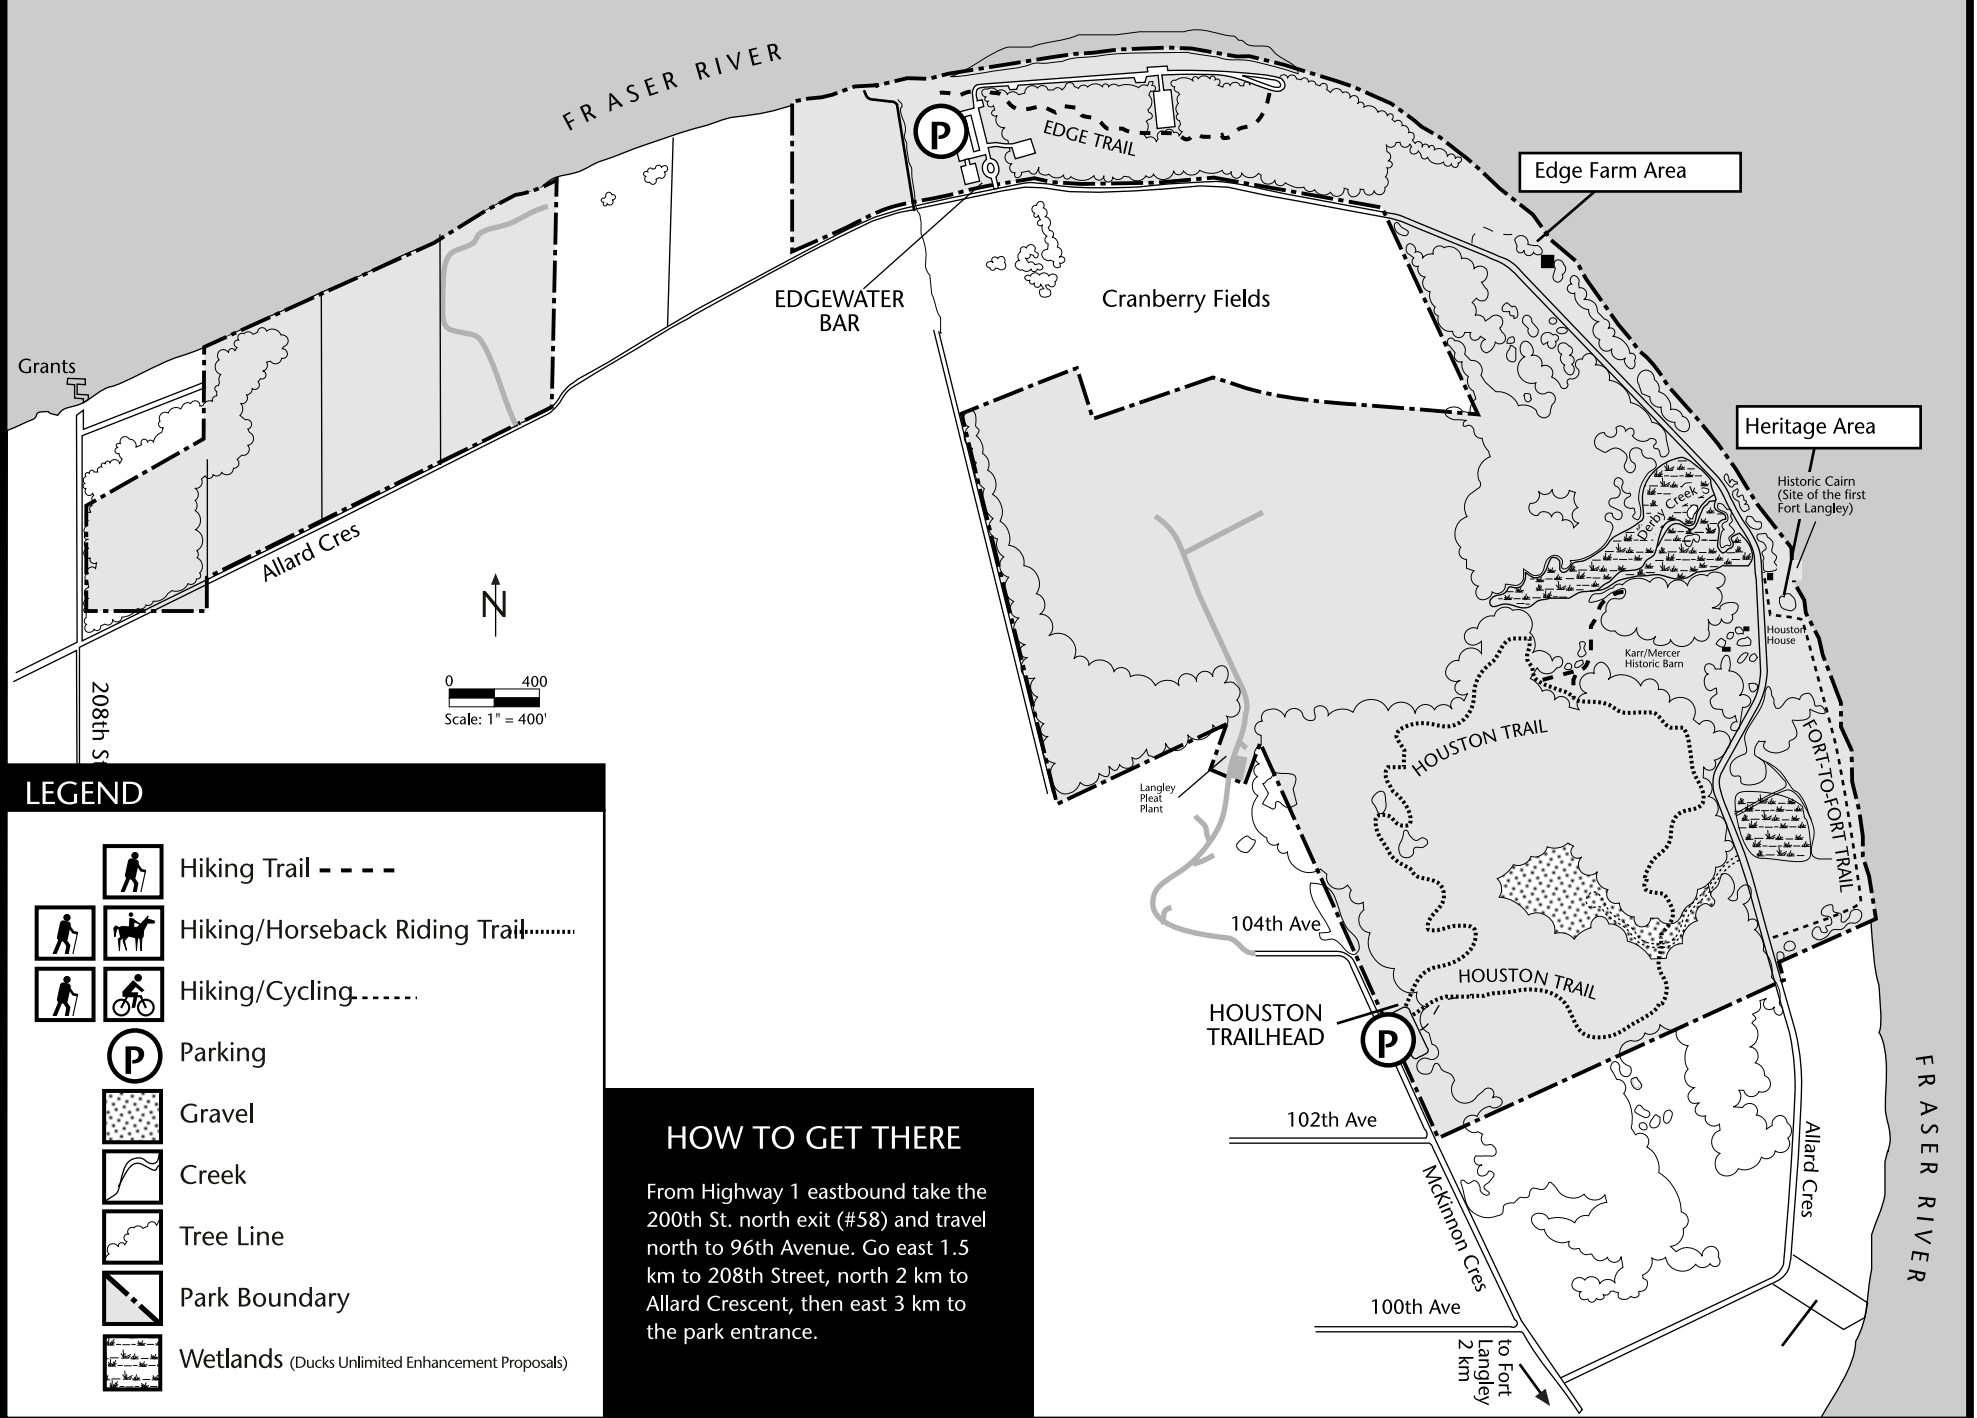 FRASER RIVER
P
EDGE TRAIL
Edge Farm Area
EDGEWATER
BAR
Cranberry Fields
Grants
Heritage Area
Historic Cairn
(Site of the first
Fort Langley)
Derby Creek
Allard Cres
N
Houston
House
Karr/Mercer
Historic Barn
0 400
Scale: 1" = 400'
208th St
HOUSTON TRAIL
FORT-TO-FORT TRAIL
Langley
Pleat
Plant
104th Ave
HOUSTON TRAIL
HOUSTON
TRAILHEAD
P
FRASER RIVER
102th Ave
Allard Cres
McKinnon Cres
100th Ave
to Fort
Langley
2 km
LEGEND
Hiking Trail
Hiking/Horseback Riding Trail
Hiking/Cycling
P Parking
Gravel
Creek
Tree Line
Park Boundary
Wetlands (Ducks Unlimited Enhancement Proposals)
HOW TO GET THERE
From Highway 1 eastbound take the
200th St. north exit (#58) and travel
north to 96th Avenue. Go east 1.5
km to 208th Street, north 2 km to
Allard Crescent, then east 3 km to
the park entrance.